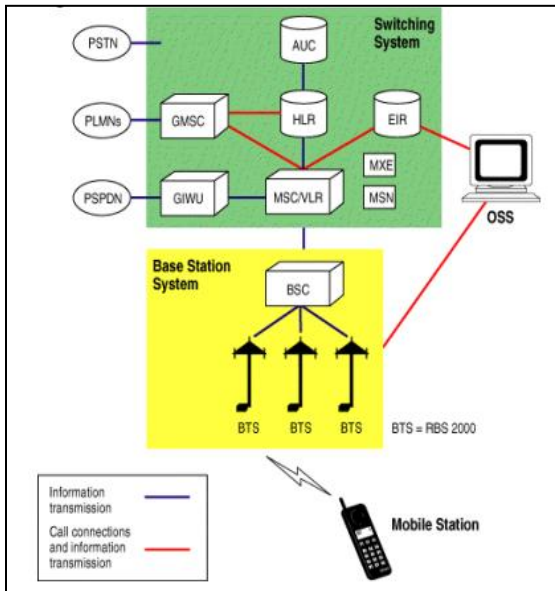 Switching
System
PSTN
AUC
PLMNs
GMSC
HLR
EIR
MXE
PSPDN
GIWU
MSC/VLR
MSN
OSS
Base Station
System
BSC
BTS
BTS
BTS
BTS = RBS 2000
Information
transmission
Call connections
and information
transmission
Mobile Station